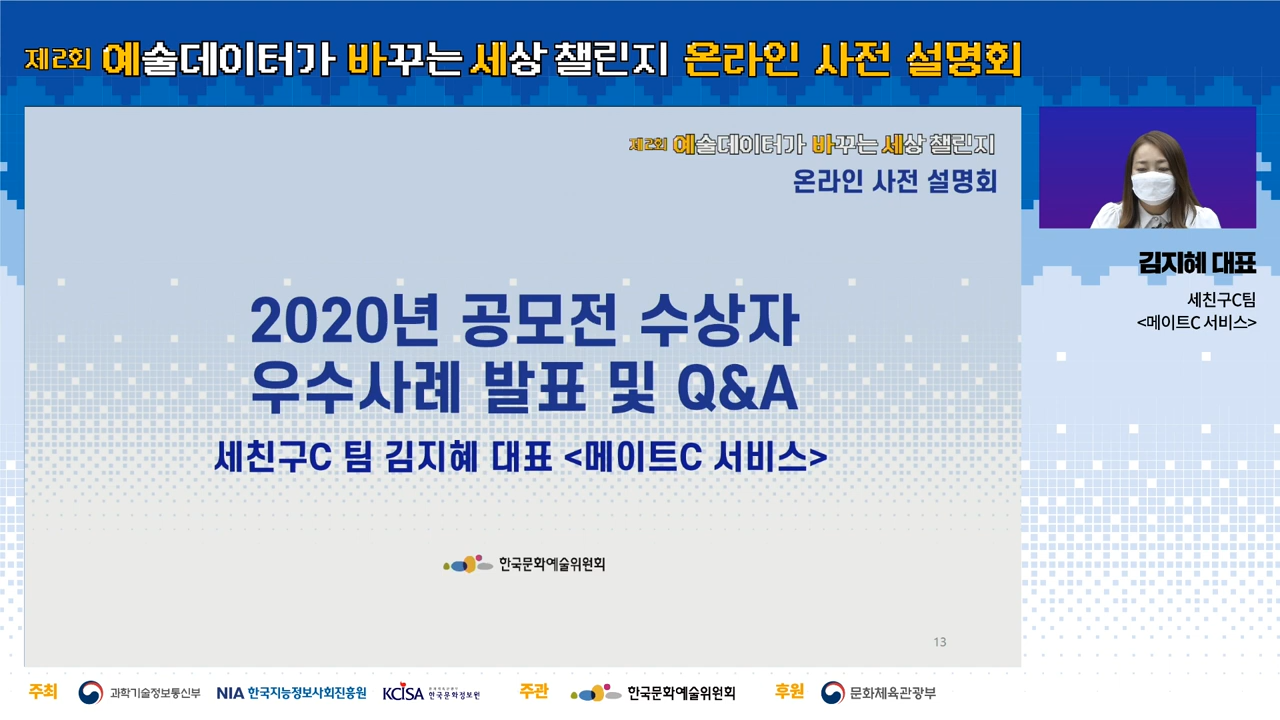 제2회 예술데이터가 바꾸는 세상 챌린지 온라인 사전 설명회
제2회 예술데이터가 바꾸는 세상 챌린지
온라인 사전 설명회
2020년 공모전 수상자
우수사례 발표 및 Q&A
세친구C 팀 김지혜 대표 <메이트C 서비스>
한국문화예술위원회
13
김지혜 대표
세친구C팀
<메이트C 서비스>
주최 과학기술정보통신부 NIA 한국지능정보사회진흥원 KCISA 한국문화정보원 주관 한국문화예술위원회 후원 문화체육관광부